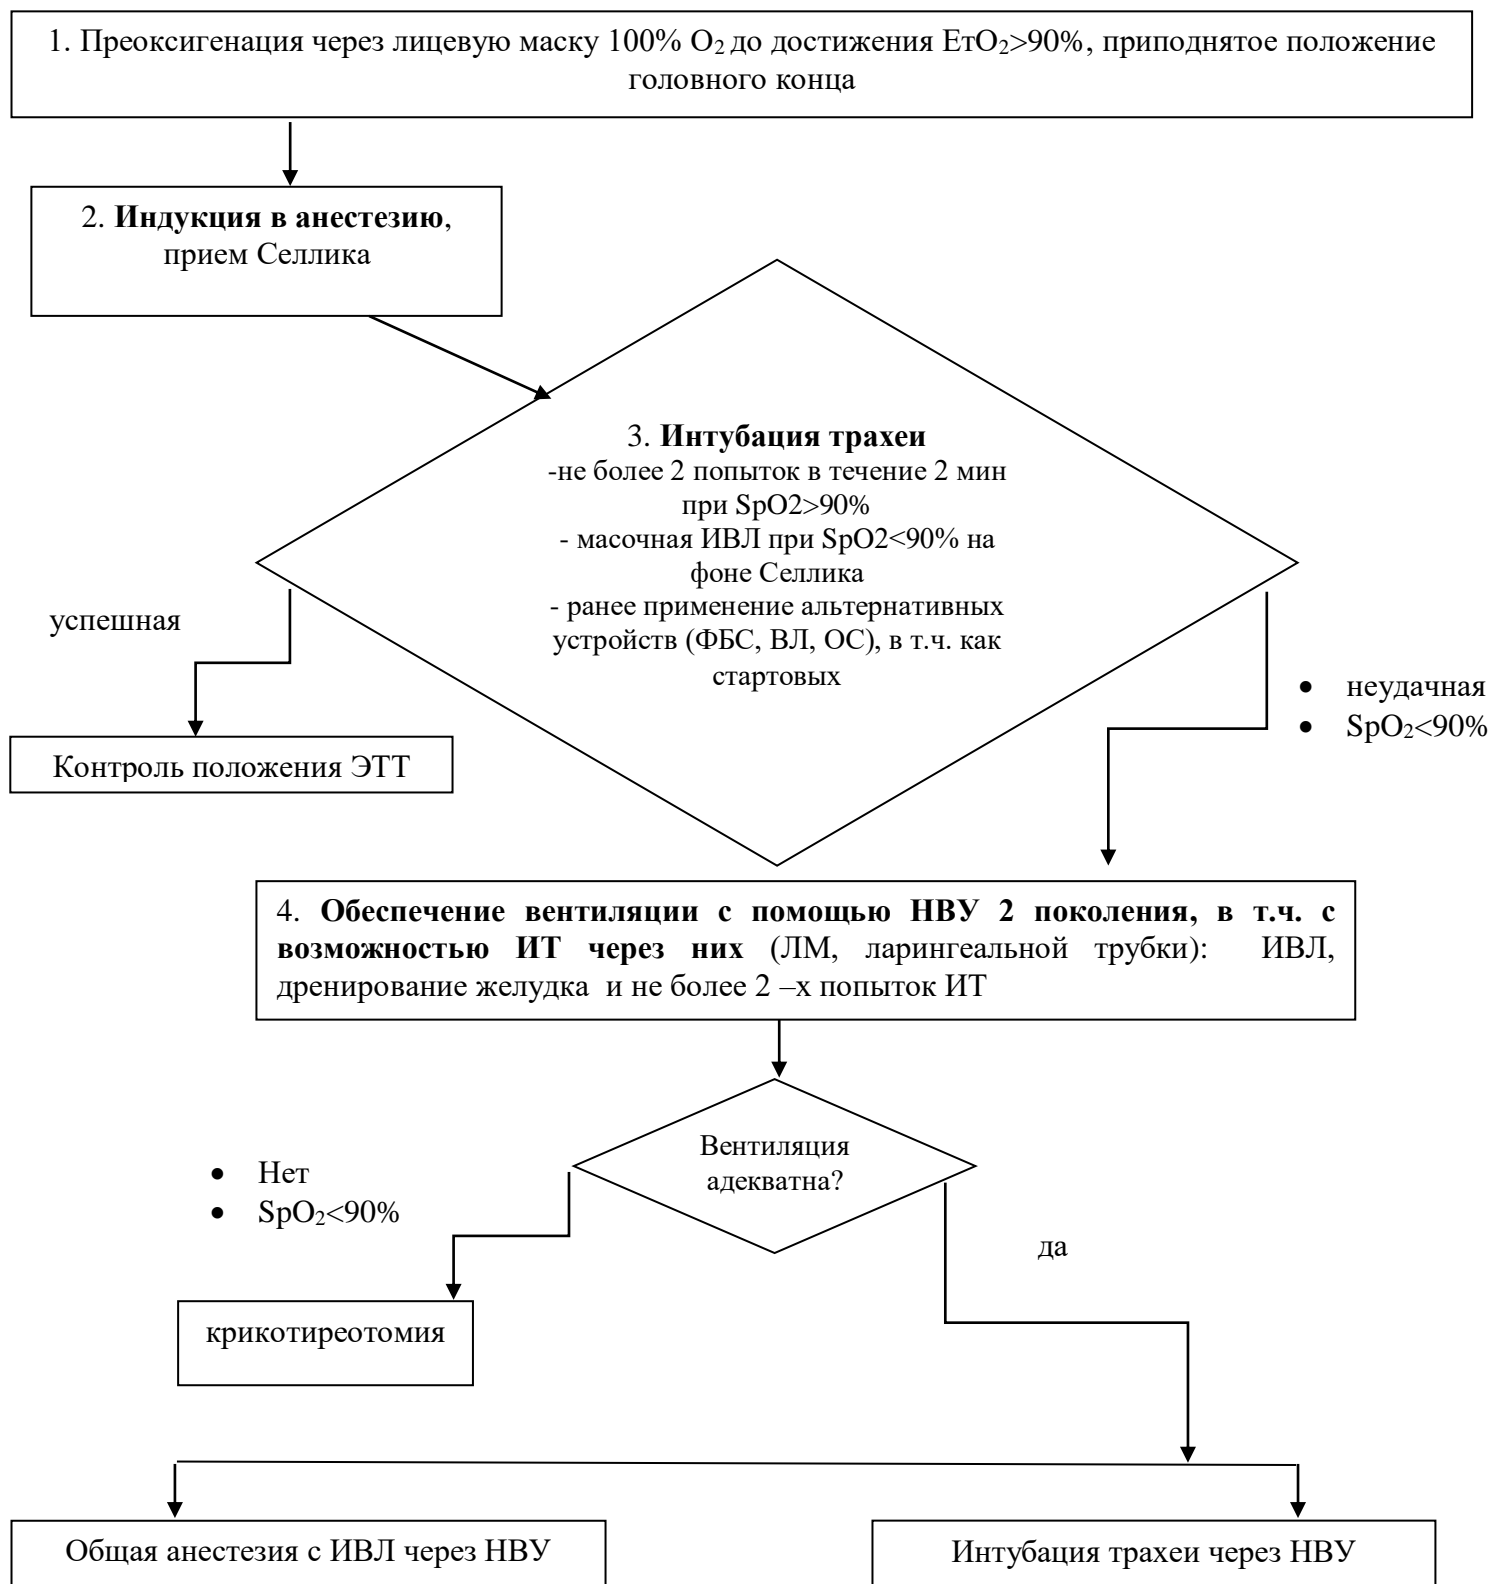 1. Преоксигенация через лицевую маску 100% O₂ до достижения EтO₂>90%, приподнятое положение
головного конца
2. Индукция в анестезию,
прием Селлика
3. Интубация трахеи
-не более 2 попыток в течение 2 мин
при SpO2>90%
- масочная ИВЛ при SpO2<90% на
фоне Селлика
- ранее применение альтернативных
устройств (ФБС, ВЛ, ОС), в т.ч. как
стартовых
успешная
• неудачная
• SpO₂<90%
Контроль положения ЭТТ
4. Обеспечение вентиляции с помощью НВУ 2 поколения, в т.ч. с
возможностью ИТ через них (ЛМ, ларингеальной трубки): ИВЛ,
дренирование желудка и не более 2 –х попыток ИТ
Вентиляция
адекватна?
• Нет
• SpO₂<90%
да
крикотиреотомия
Общая анестезия с ИВЛ через НВУ
Интубация трахеи через НВУ